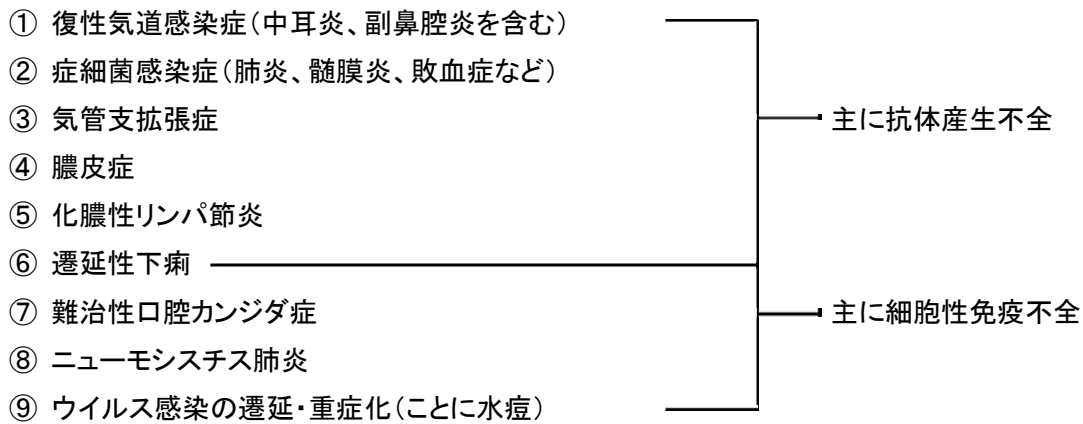 ① 復性気道感染症（中耳炎、副鼻腔炎を含む）
② 症細菌感染症（肺炎、髄膜炎、敗血症など）
③ 気管支拡張症
主に抗体産生不全
④ 膿皮症
⑤ 化膿性リンパ節炎
⑥ 遷延性下痢
⑦ 難治性口腔カンジダ症
主に細胞性免疫不全
⑧ ニューモシスチス肺炎
⑨ ウイルス感染の遷延・重症化（ことに水痘）